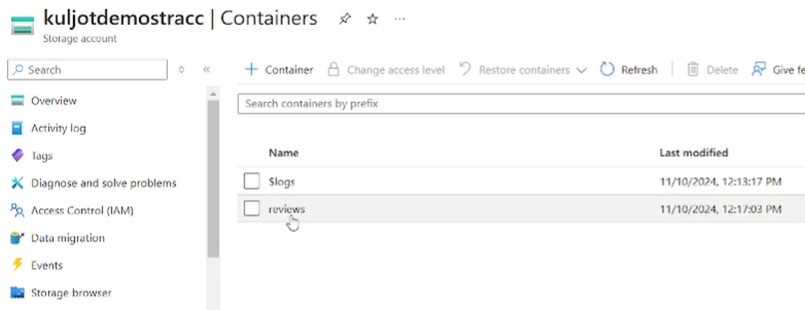 kuljotdemostracc | Containers
Storage account
Search
Container Change access level Restore containers Refresh Delete Give fe
Search containers by prefix
Overview
Activity log
Tags
Diagnose and solve problems
Access Control (IAM)
Data migration
Events
Storage browser
Name Last modified
$logs 11/10/2024, 12:13:17 PM
reviews 11/10/2024, 12:17:03 PM